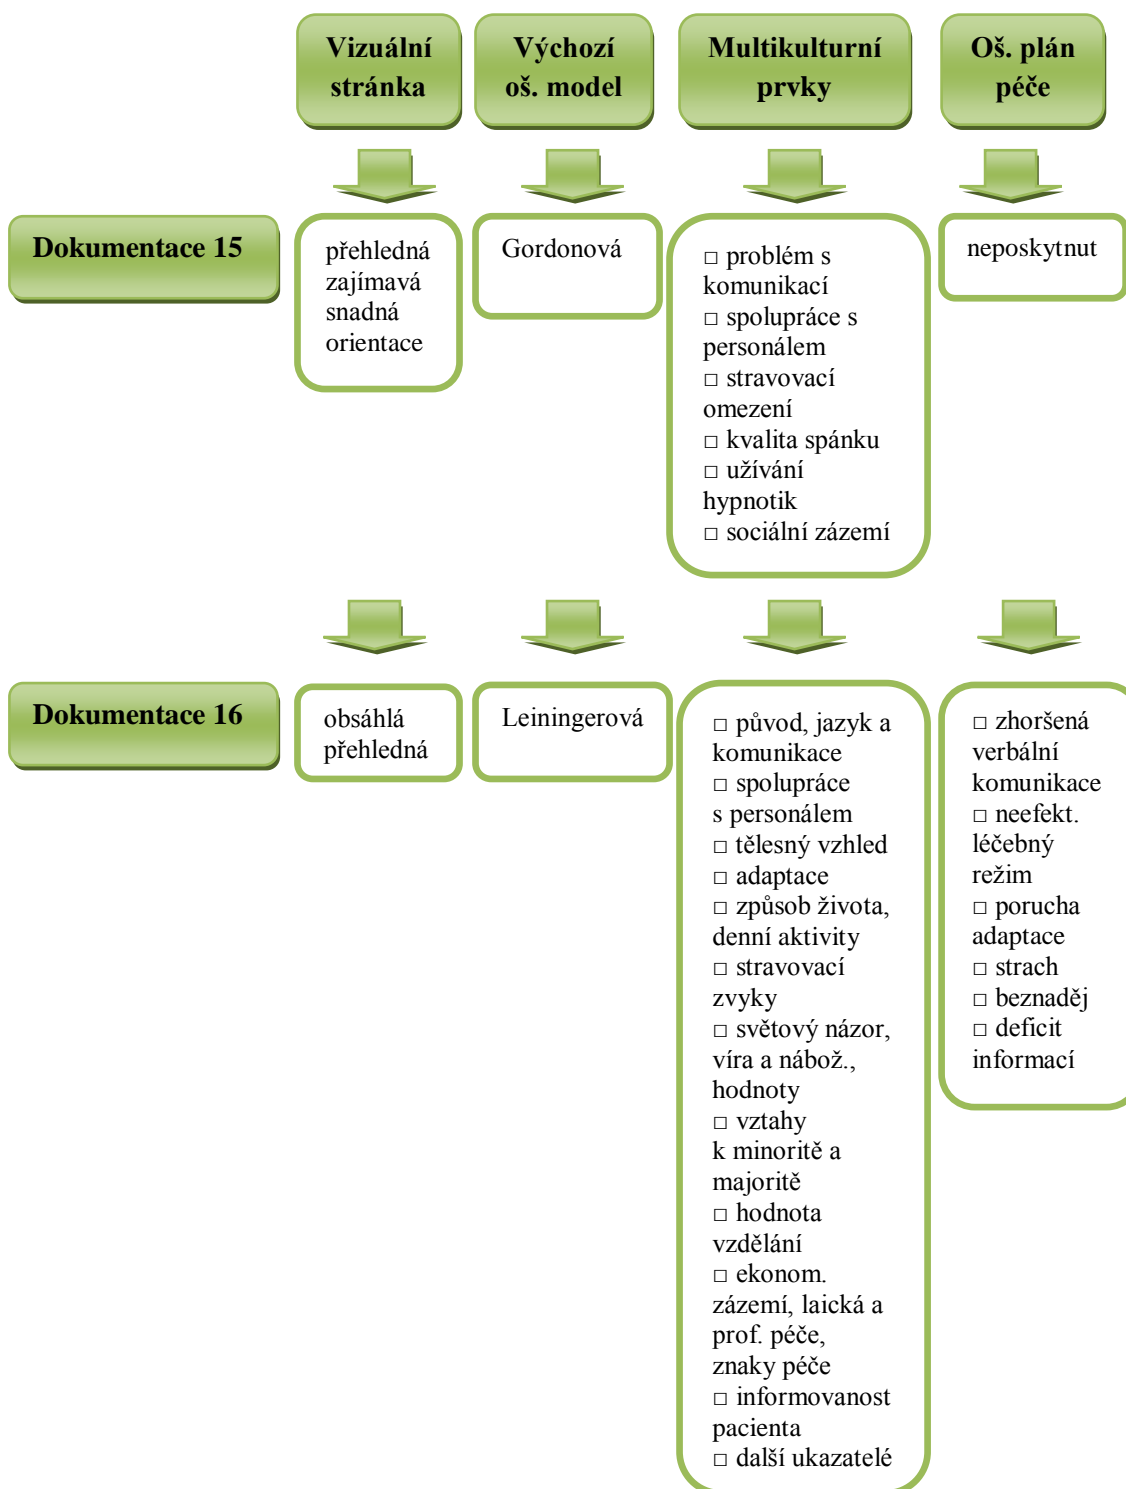 Vizuální
stránka
Výchozí
oš. model
Multikulturní
prvky
Oš. plán
péče
Dokumentace 15
přehledná
zajímavá
snadná
orientace
Gordonová
□ problém s
komunikací
□ spolupráce s
personálem
□ stravovací
omezení
□ kvalita spánku
□ užívání
hypnotik
□ sociální zázemí
neposkytnut
Dokumentace 16
obsáhlá
přehledná
Leiningerová
□ původ, jazyk a
komunikace
□ spolupráce
s personálem
□ tělesný vzhled
□ adaptace
□ způsob života,
denní aktivity
□ stravovací
zvyky
□ světový názor,
víra a nábož.,
hodnoty
□ vztahy
k minoritě a
majoritě
□ hodnota
vzdělání
□ ekonom.
zázemí, laická a
prof. péče,
znaky péče
□ informovanost
pacienta
□ další ukazatelé
□ zhoršená
verbální
komunikace
□ neefekt.
léčebný
režim
□ porucha
adaptace
□ strach
□ beznaděj
□ deficit
informací